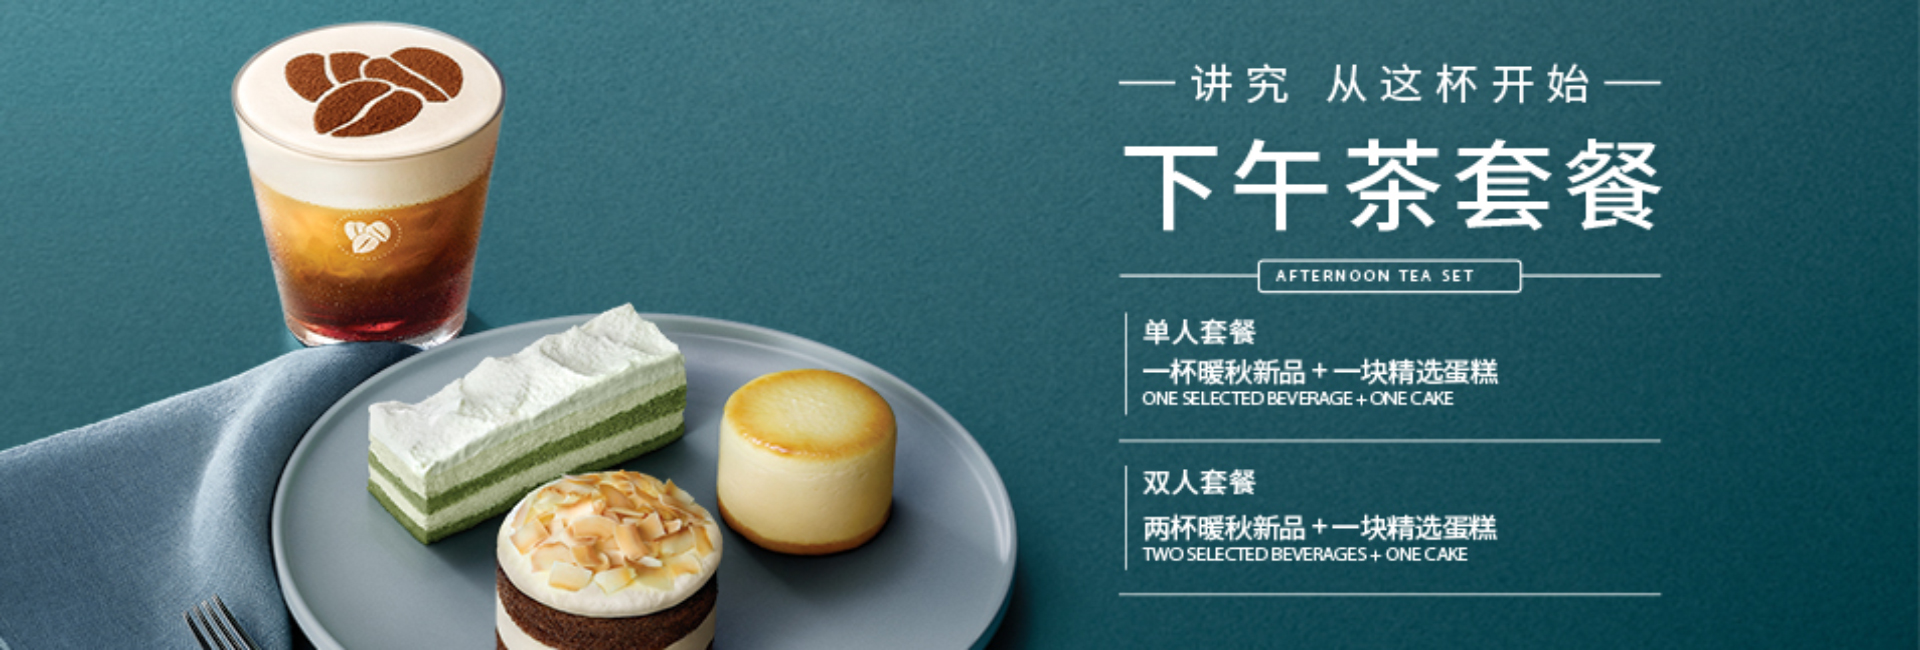 讲究 从这杯开始
下午茶套餐
AFTERNOON TEA SET
单人套餐
一杯暖秋新品+一块精选蛋糕
ONE SELECTED BEVERAGE + ONE CAKE
双人套餐
两杯暖秋新品+一块精选蛋糕
TWO SELECTED BEVERAGES + ONE CAKE